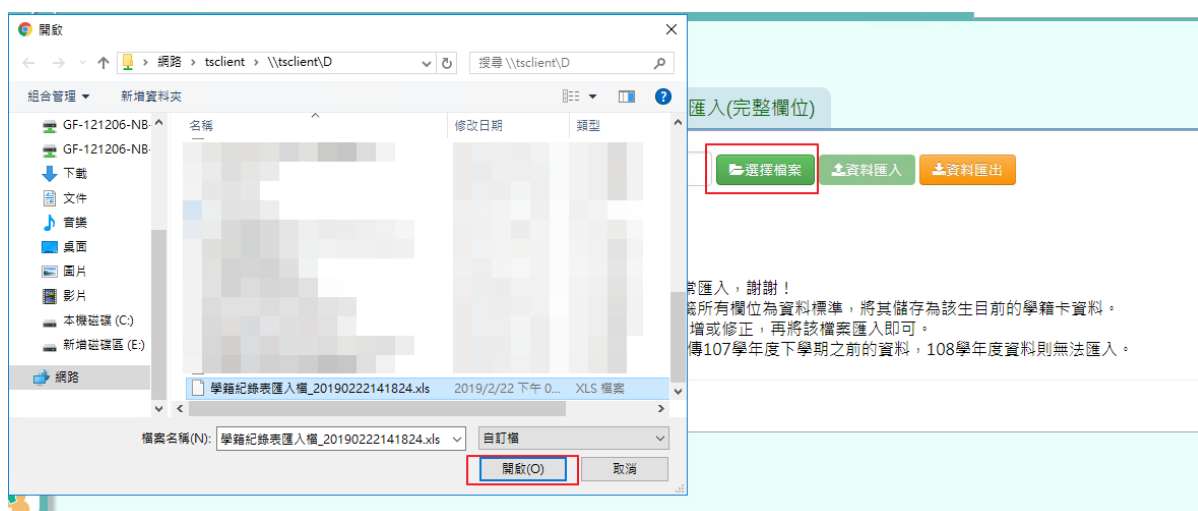 開啟
網路 › tsclient › \\tsclient\D
搜尋 \\tsclient\D
組合管理
新增資料夾
名稱
修改日期
類型
GF-121206-NB-
GF-121206-NB-
下載
文件
音樂
桌面
圖片
影片
本機磁碟 (C:)
新增磁碟區 (E:)
網路
學籍紀錄表匯入檔_20190222141824.xls 2019/2/22 下午 0... XLS 檔案
檔案名稱(N): 學籍紀錄表匯入檔_20190222141824.xls 自訂檔
開啟(O) 取消
匯入(完整欄位)
選擇檔案 資料匯入 資料匯出
常匯入,謝謝!
所有欄位為資料標準,將其儲存為該生目前的學籍卡資料。
增或修正,再將該檔案匯入即可。
傳107學年度下學期之前的資料,108學年度資料則無法匯入。